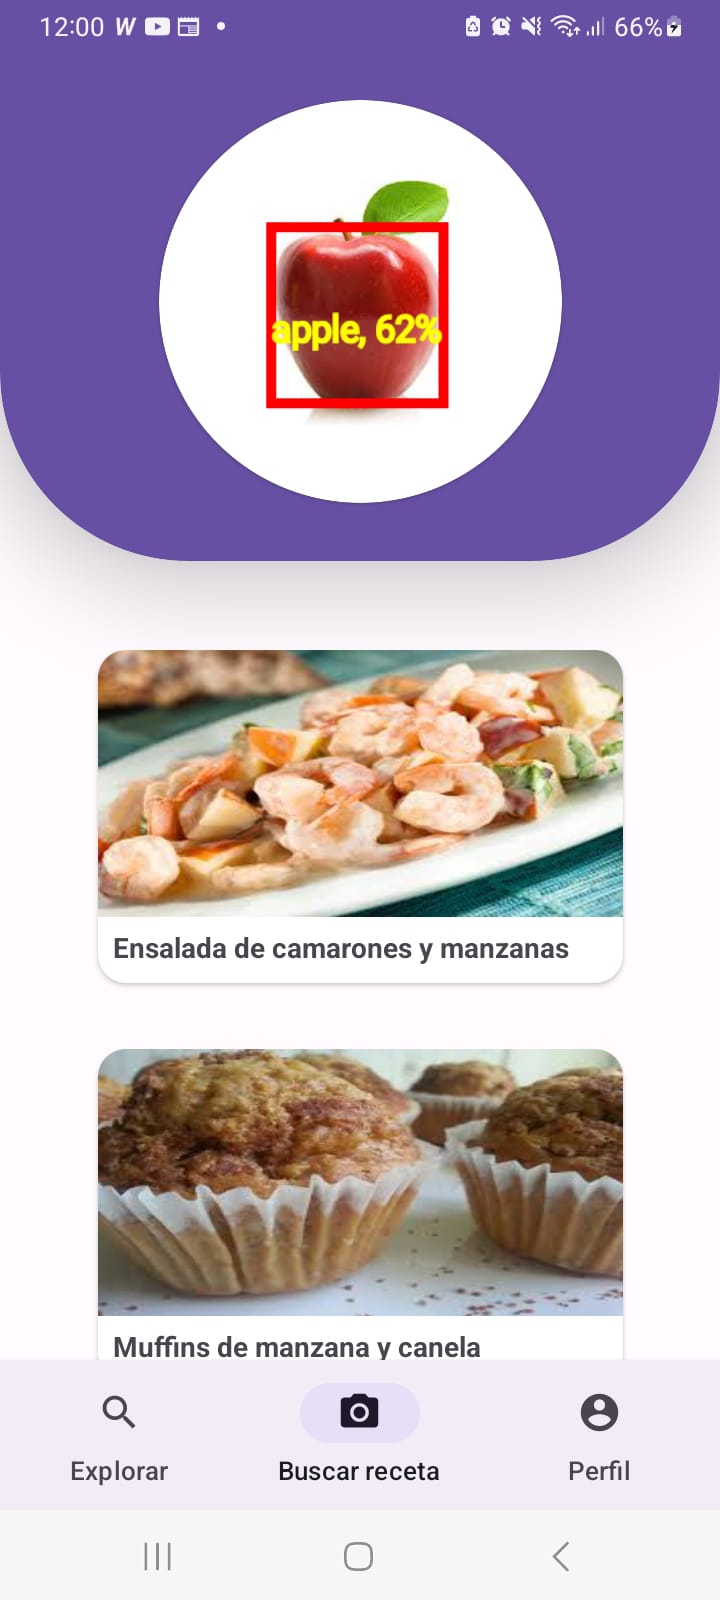 12:00 W 66%
apple, 62%
Ensalada de camarones y manzanas
Muffins de manzana y canela
Explorar
Buscar receta
Perfil